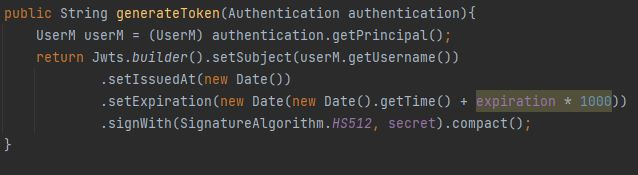 public String generateToken(Authentication authentication){
UserM userM = (UserM) authentication.getPrincipal();
return Jwts.builder().setSubject(userM.getUsername())
.setIssuedAt(new Date())
.setExpiration(new Date(new Date().getTime() + expiration * 1000))
.signWith(SignatureAlgorithm.HS512, secret).compact();
}